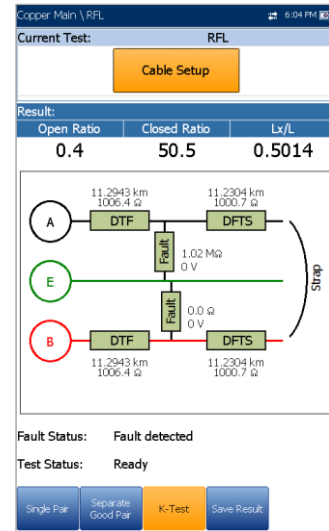 Copper Main \ RFL 6:04 PM
Current Test: RFL
Cable Setup
Result:
Open Ratio Closed Ratio Lx/L
0.4 50.5 0.5014
11.2943 km 11.2304 km
1006.4 Ω 1000.7 Ω
A DTF DFTS
Fault 1.02 MΩ
0 V
E Strap
Fault 0.0 Ω
0 V
B DTF DFTS
11.2943 km 11.2304 km
1006.4 Ω 1000.7 Ω
Fault Status: Fault detected
Test Status: Ready
Single Pair Separate Good Pair K-Test Save Result